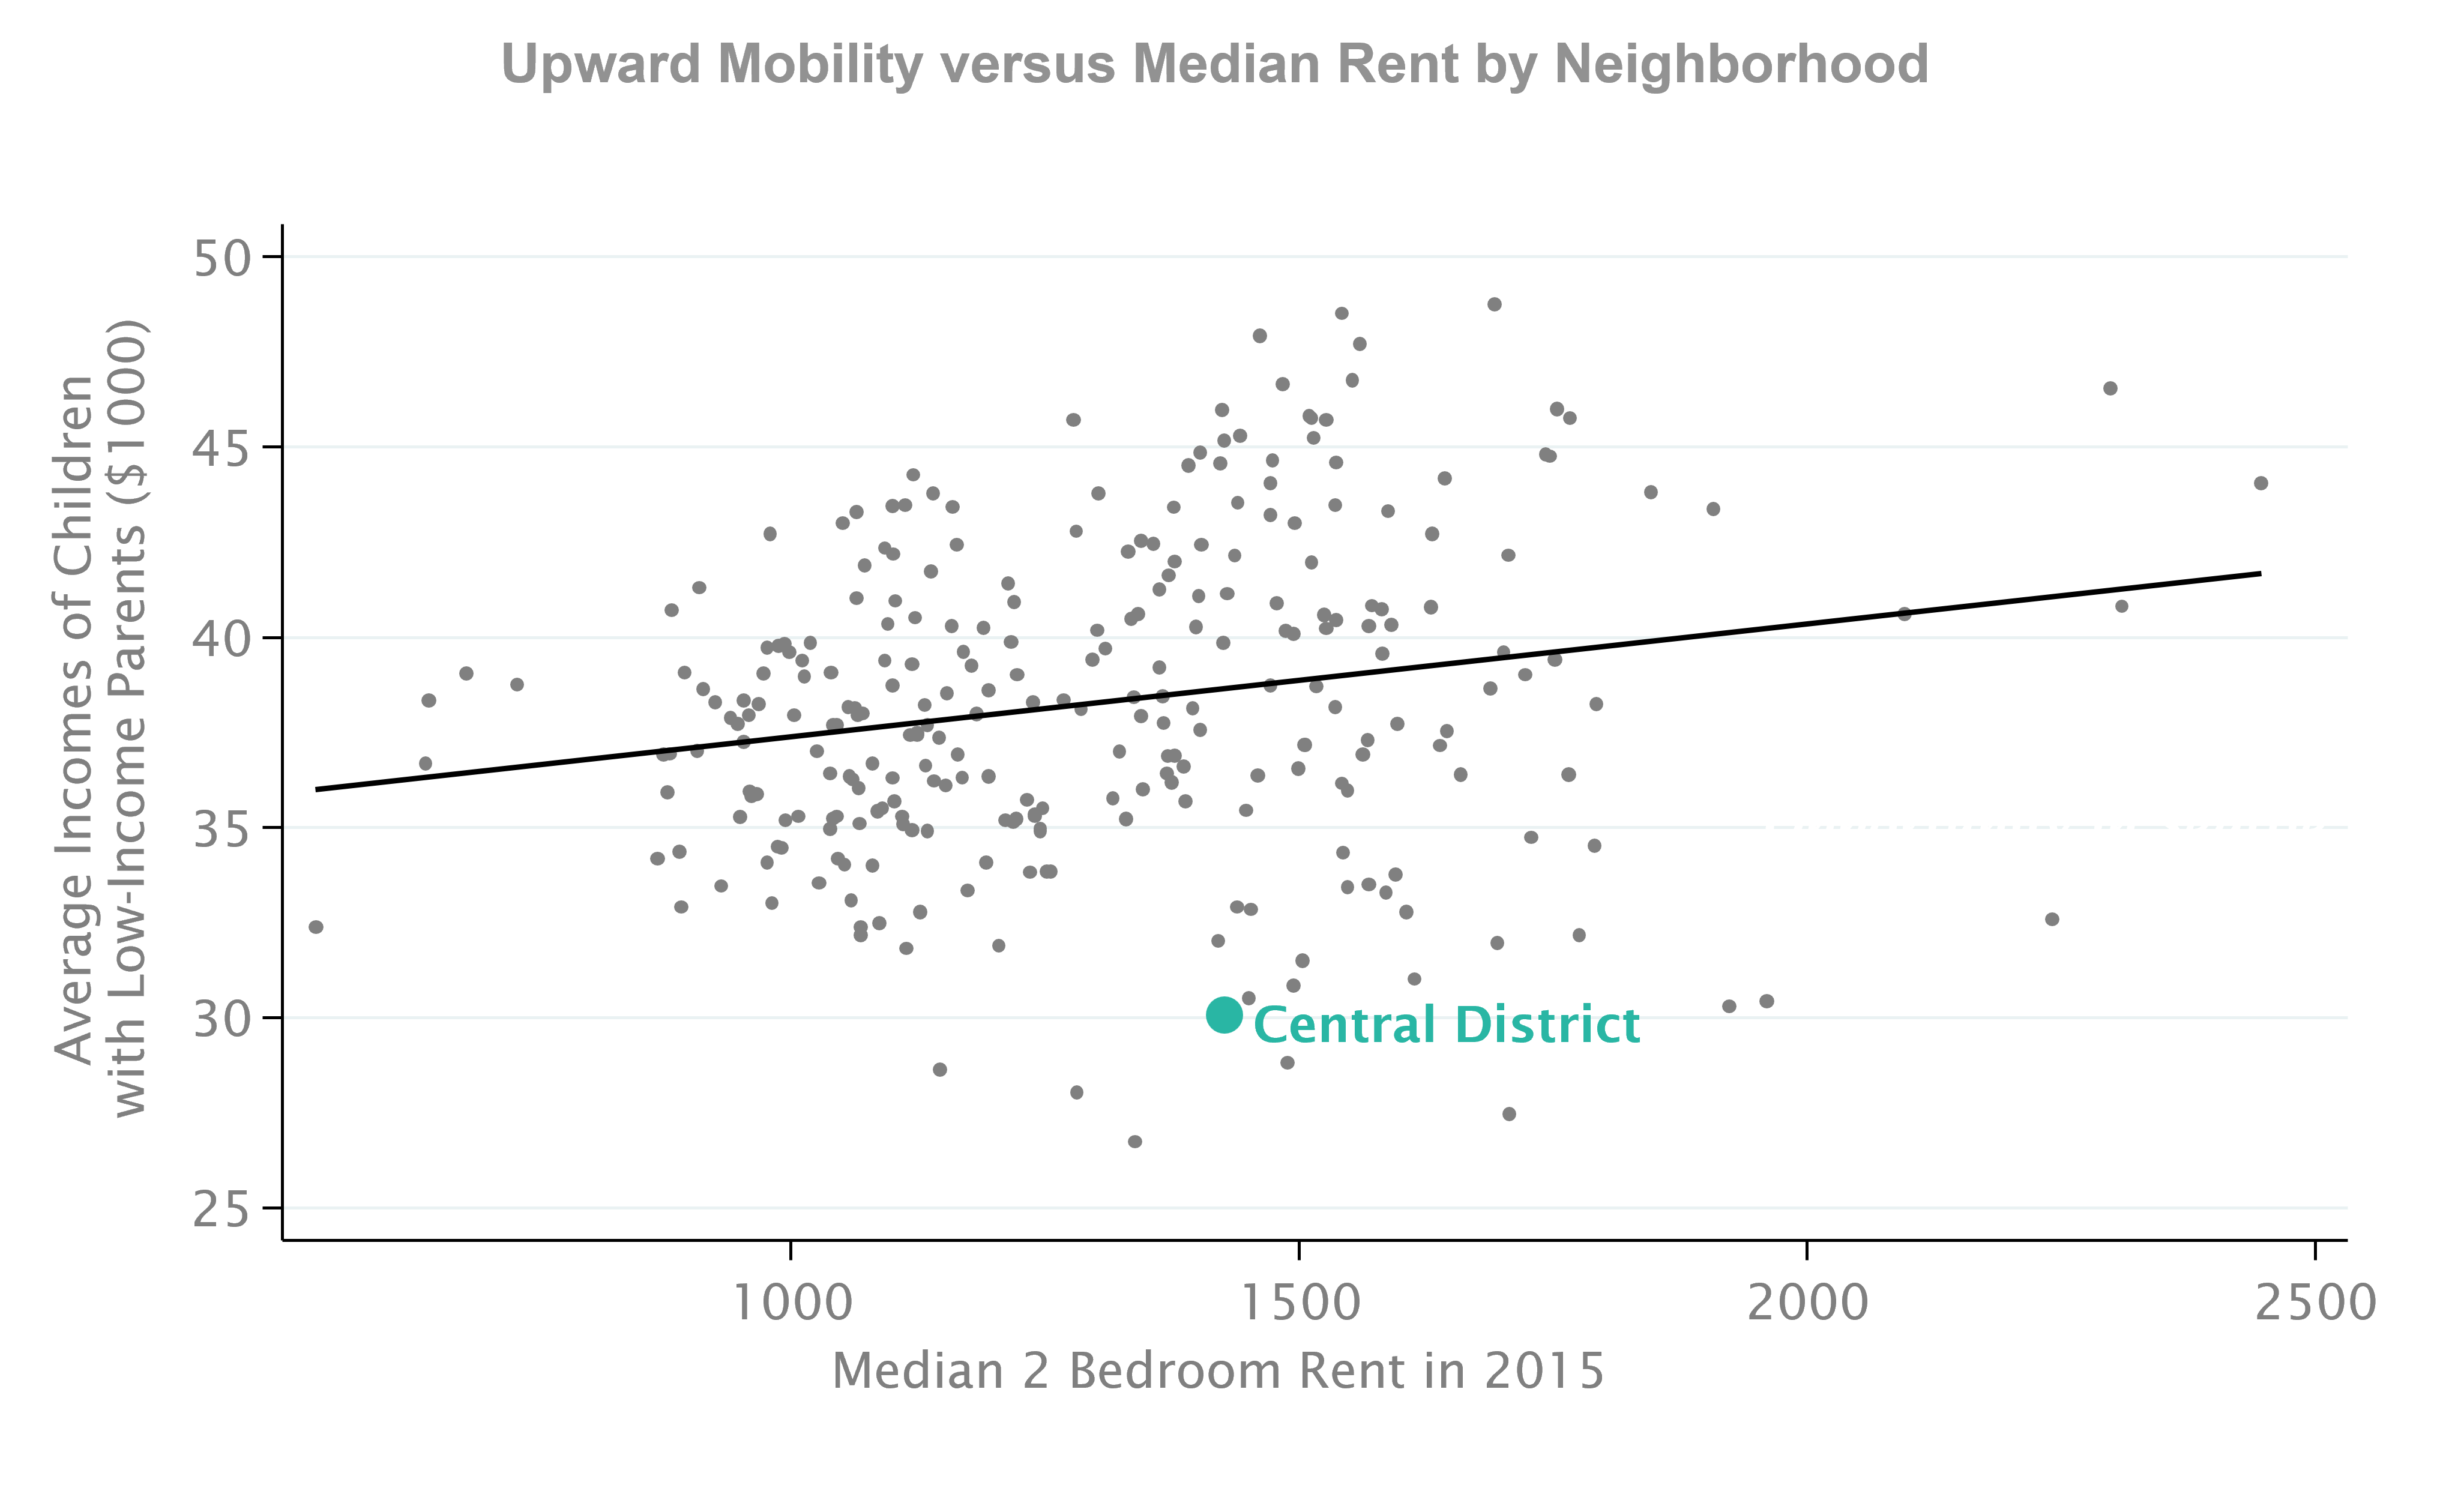 Upward Mobility versus Median Rent by Neighborhood
Average Incomes of Children
with Low-Income Parents ($1000)
50
45
40
35
30
25
Central District
1000
1500
2000
2500
Median 2 Bedroom Rent in 2015